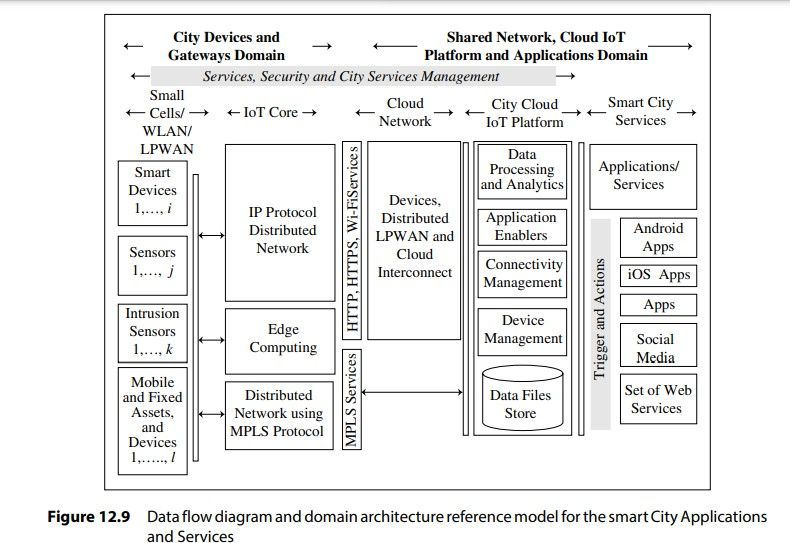 City Devices and
Gateways Domain
Shared Network, Cloud IoT
Platform and Applications Domain
Services, Security and City Services Management
Small
Cells/
WLAN/
LPWAN
IoT Core
Cloud
Network
City Cloud
IoT Platform
Smart City
Services
Smart
Devices
1,..., i
Sensors
1,..., j
Intrusion
Sensors
1,..., k
Mobile
and Fixed
Assets,
and
Devices
1,....., l
IP Protocol
Distributed
Network
Edge
Computing
Distributed
Network using
MPLS Protocol
HTTP, HTTPS, Wi-FiServices
MPLS Services
Devices,
Distributed
LPWAN and
Cloud
Interconnect
Data
Processing
and Analytics
Application
Enablers
Connectivity
Management
Device
Management
Data Files
Store
Applications/
Services
Trigger and Actions
Android
Apps
iOS Apps
Apps
Social
Media
Set of Web
Services
Figure 12.9 Data flow diagram and domain architecture reference model for the smart City Applications
and Services